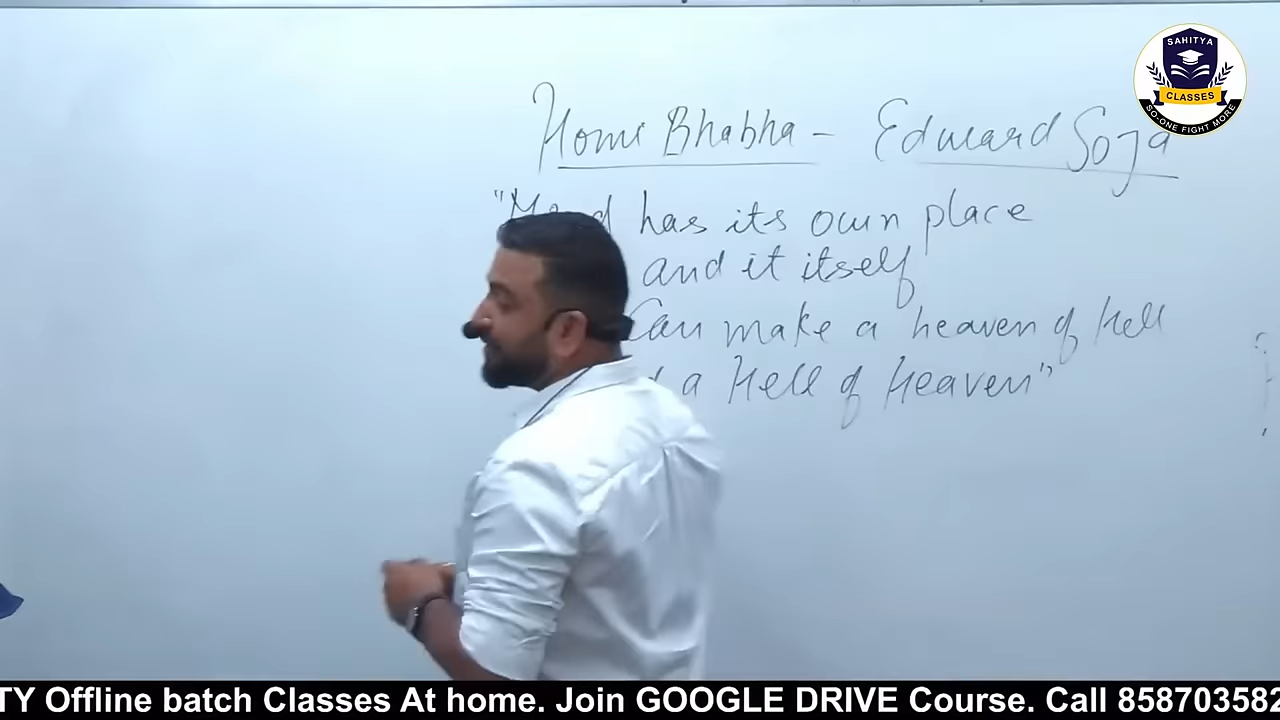 Homi Bhabha - Edward Soja
has its own place
and it itself
Can make a heaven of Hell
a Hell of Heaven"
SAHITYA
CLASSES
SO-ONE FIGHT MORE
TY Offline batch Classes At home. Join GOOGLE DRIVE Course. Call 858703582